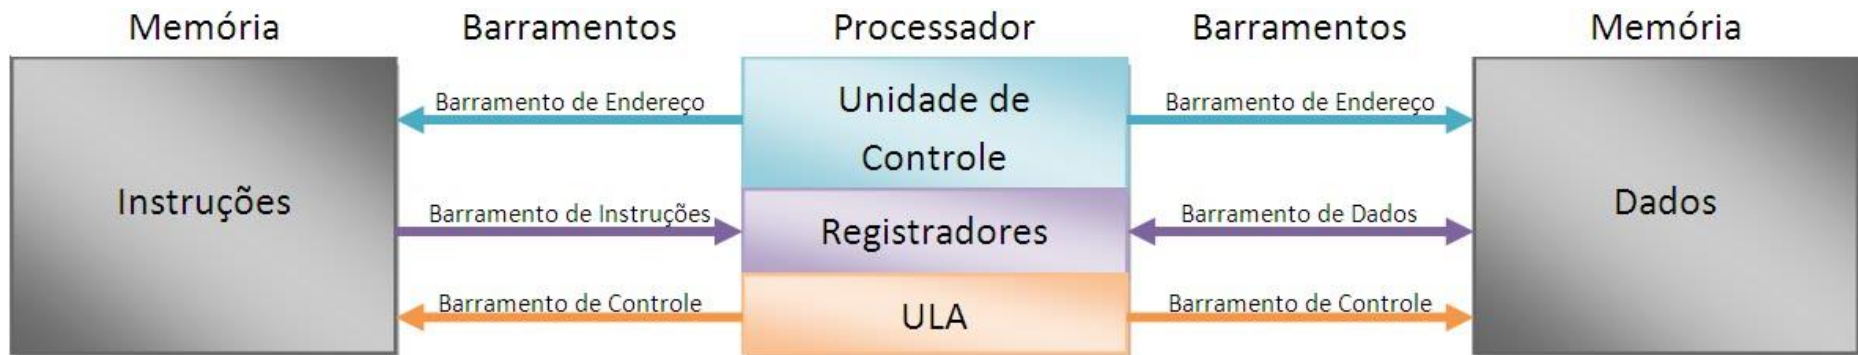 Memória
Barramentos
Processador
Barramentos
Memória
Instruções
Barramento de Endereço
Barramento de Instruções
Barramento de Controle
Unidade de
Controle
Registradores
ULA
Barramento de Endereço
Barramento de Dados
Barramento de Controle
Dados